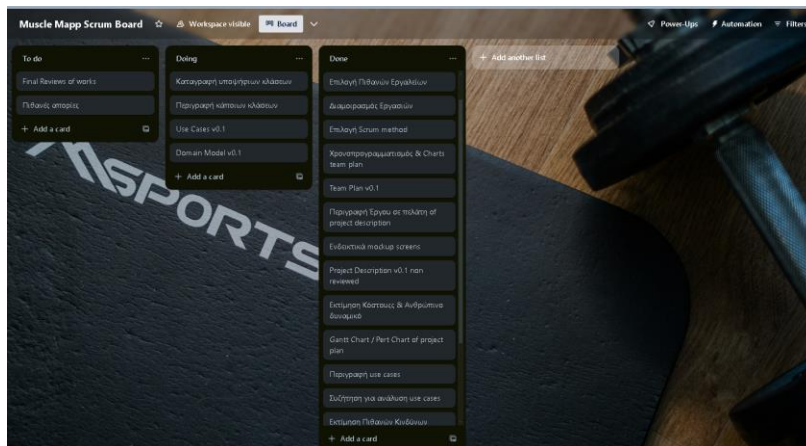 Muscle Mapp Scrum Board
Workspace visible
Board
Power-Ups
Automation
Filters
To do
Final Reviews of works
Πιθανές απορίες
+ Add a card
Doing
Καταγραφή υποψήφιων κλάσεων
Περιγραφή κάποιων κλάσεων
Use Cases v0.1
Domain Model v0.1
+ Add a card
Done
Επιλογή Πιθανών Εργαλείων
Διαμοιρασμός Εργασιών
Επιλογή Scrum method
Χρονοπρογραμματισμός & Charts
team plan
Team Plan v0.1
Περιγραφή Έργου σε πελάτη of
project description
Ενδεικτικά mockup screens
Project Description v0.1 non
reviewed
Εκτίμηση Κόστους & Ανθρώπινο
δυναμικό
Gantt Chart / Pert Chart of project
plan
Περιγραφή use cases
Συζήτηση για ανάλυση use cases
Εκτίμηση Πιθανών Κινδύνων
+ Add a card
+ Add another list
SPORTS